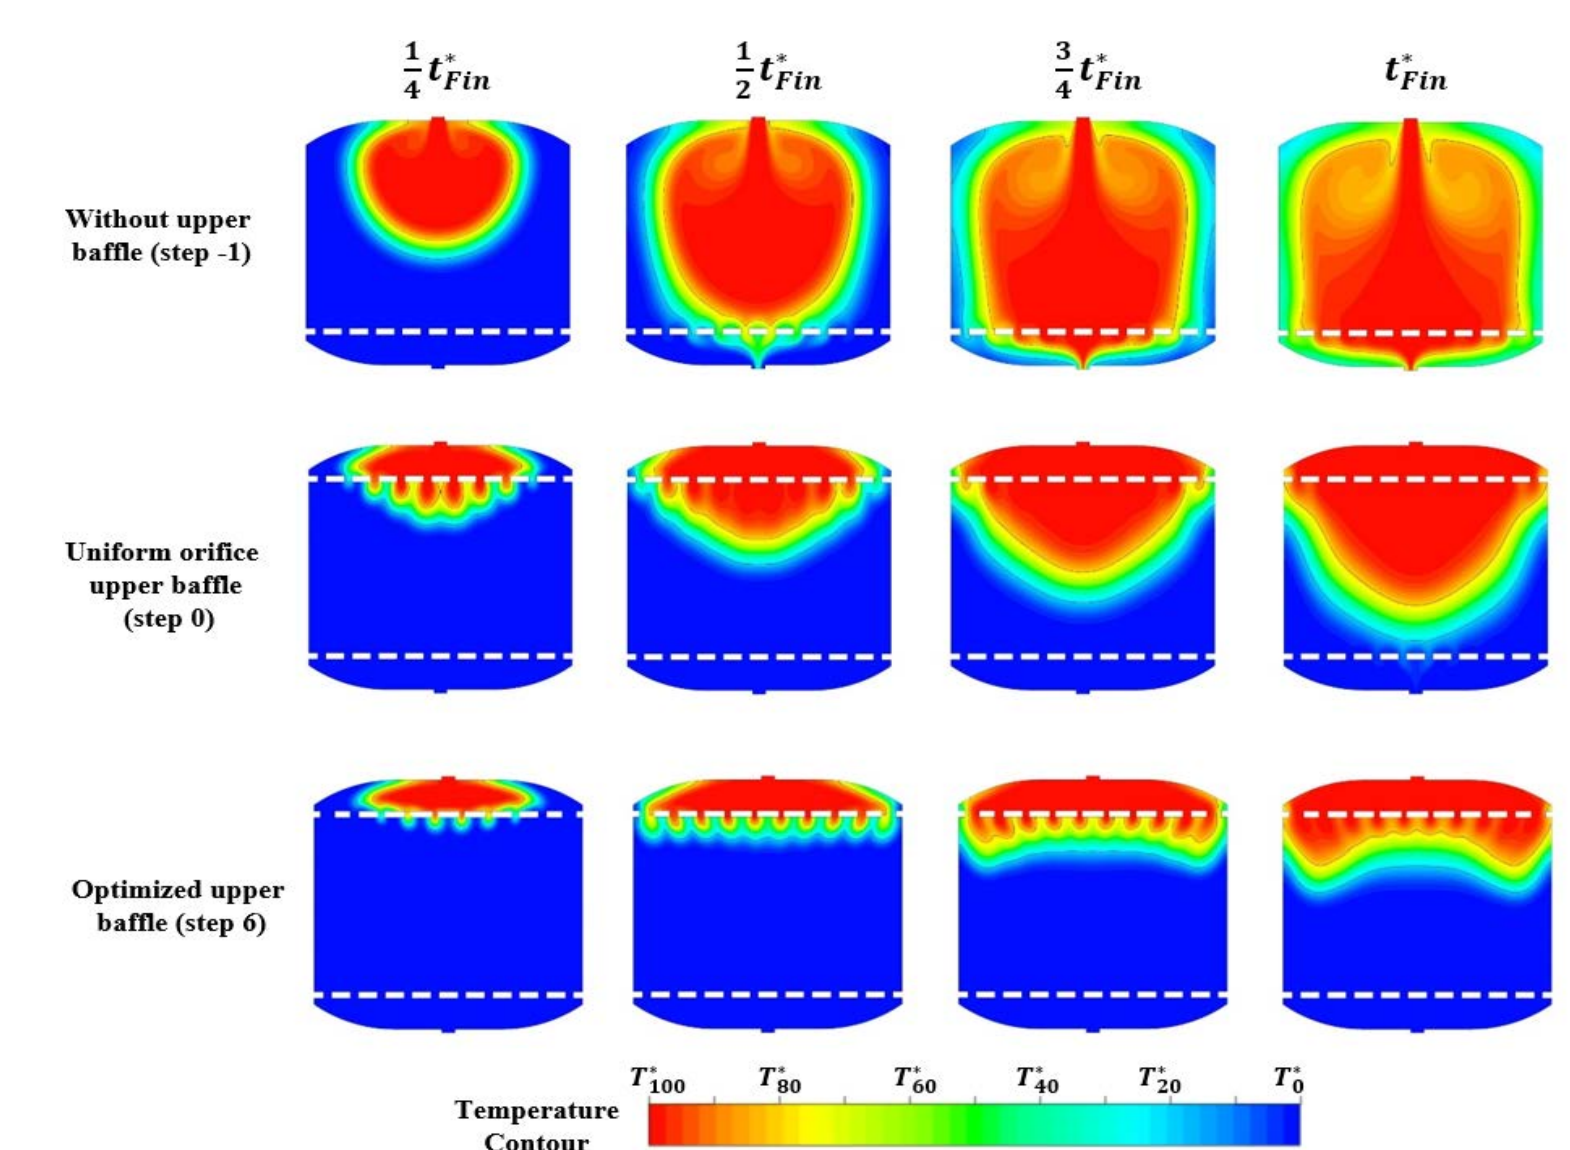 1/4 t*Fin 1/2 t*Fin 3/4 t*Fin t*Fin
Without upper
baffle (step -1)
Uniform orifice
upper baffle
(step 0)
Optimized upper
baffle (step 6)
T*100 T*80 T*60 T*40 T*20 T*0
Temperature
Contour